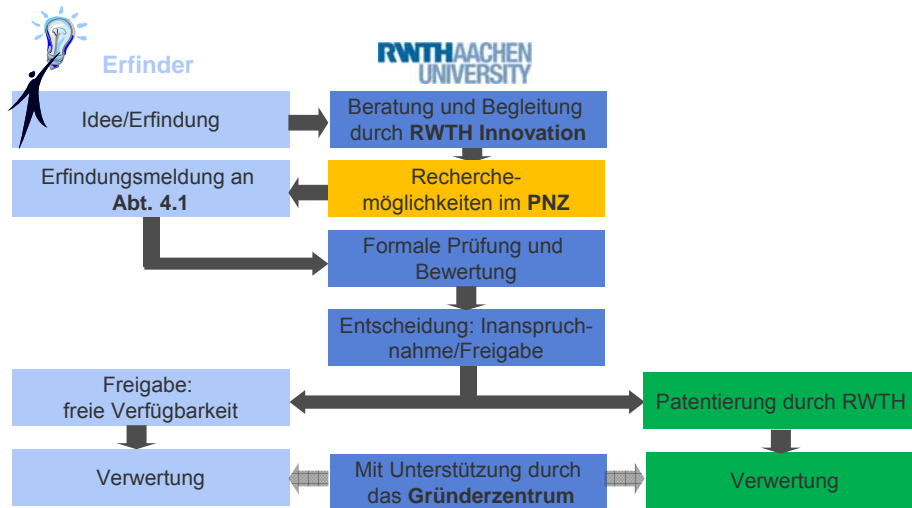 Erfinder
RWTHAACHEN
UNIVERSITY
Idee/Erfindung
Beratung und Begleitung
durch RWTH Innovation
Erfindungsmeldung an
Abt. 4.1
Recherche-
möglichkeiten im PNZ
Formale Prüfung und
Bewertung
Entscheidung: Inanspruch-
nahme/Freigabe
Freigabe:
freie Verfügbarkeit
Patentierung durch RWTH
Verwertung
Mit Unterstützung durch
das Gründerzentrum
Verwertung